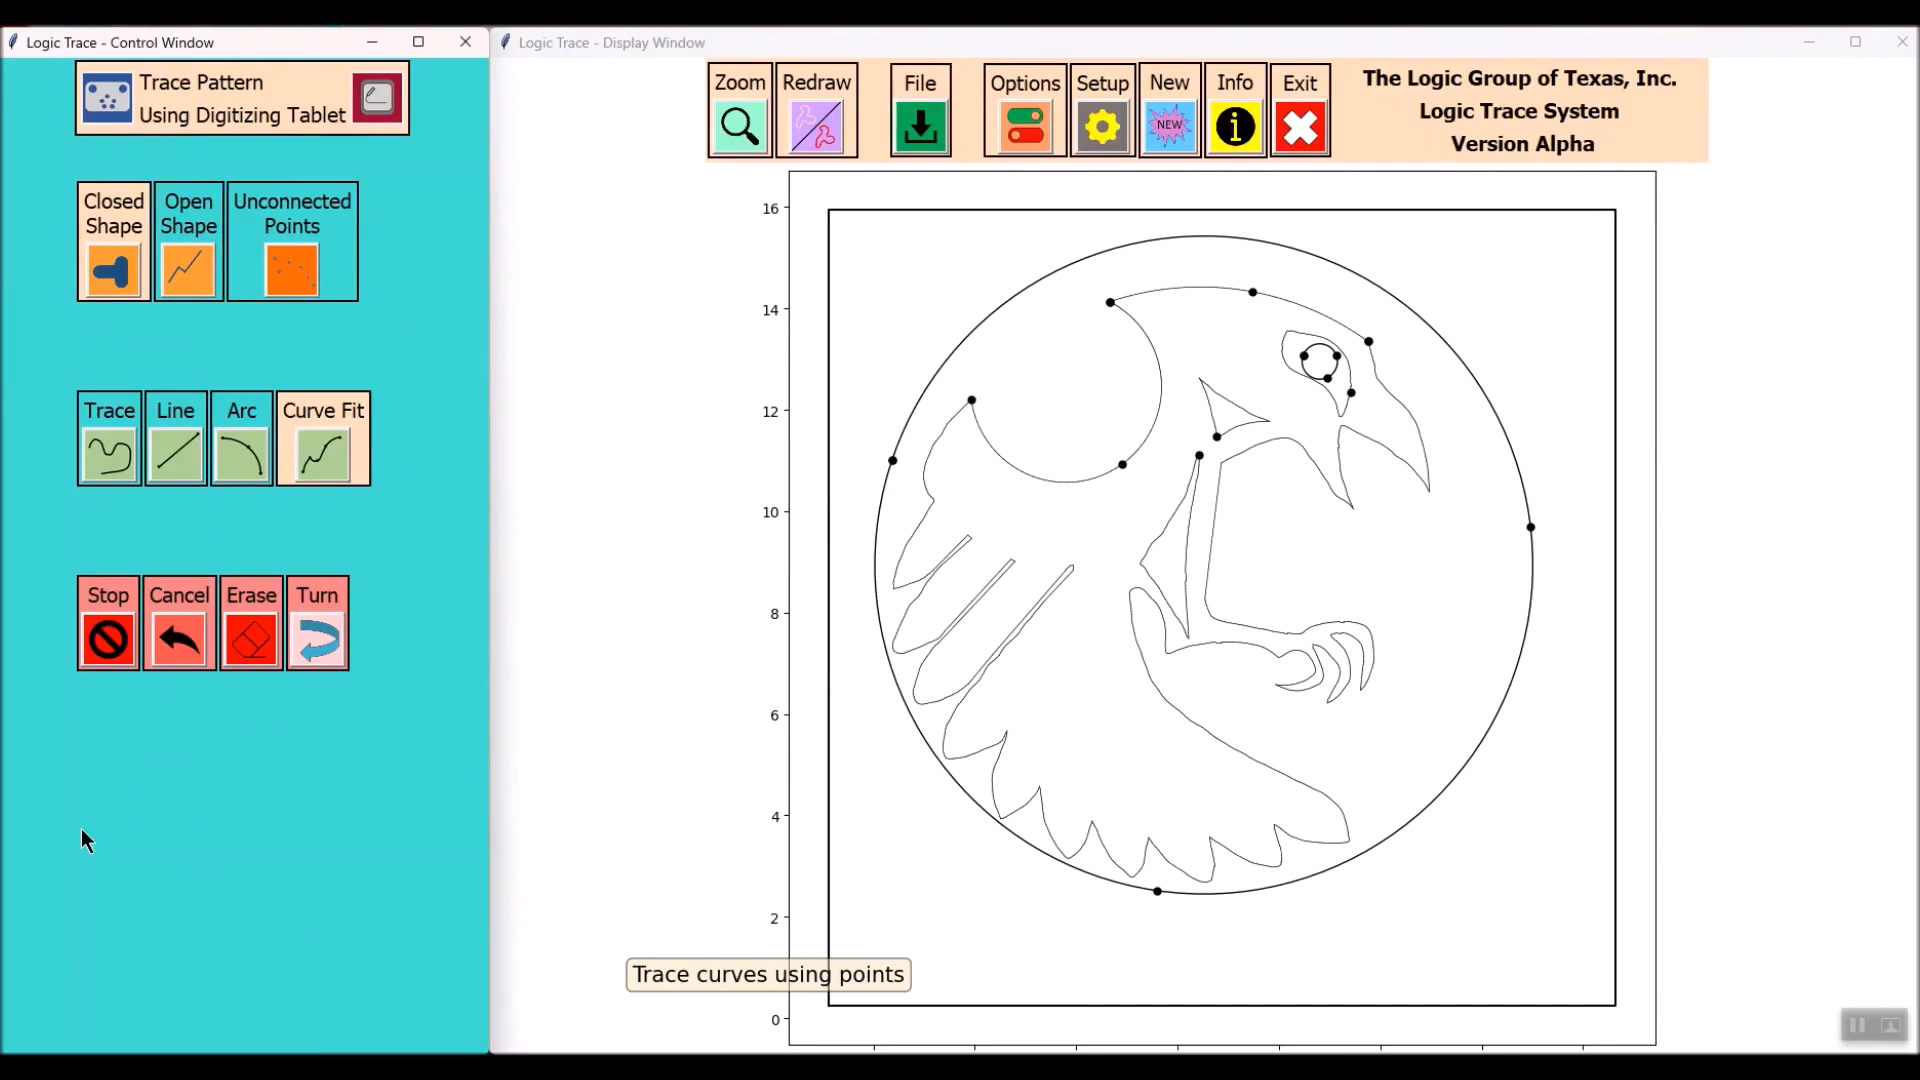 Logic Trace - Control Window
Trace Pattern
Using Digitizing Tablet
Closed Shape
Open Shape
Unconnected Points
Trace
Line
Arc
Curve Fit
Stop
Cancel
Erase
Turn
Logic Trace - Display Window
Zoom
Redraw
File
Options
Setup
New
NEW
Info
i
Exit
The Logic Group of Texas, Inc.
Logic Trace System
Version Alpha
16
14
12
10
8
6
4
2
0
Trace curves using points